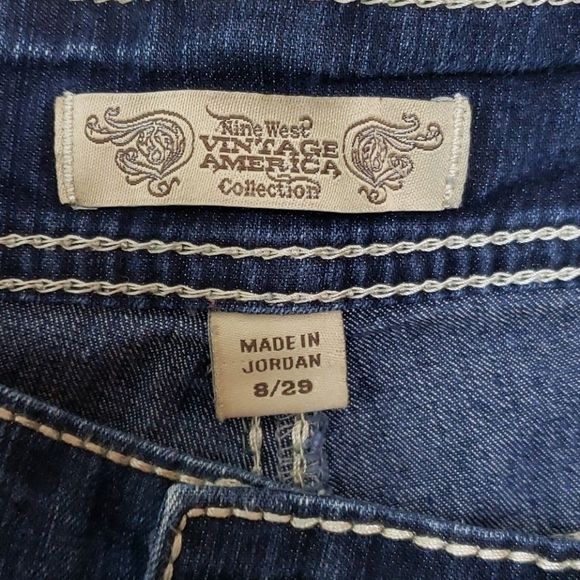 Nine West
VINTAGE
AMERICA
Collection
MADE IN
JORDAN
8/29